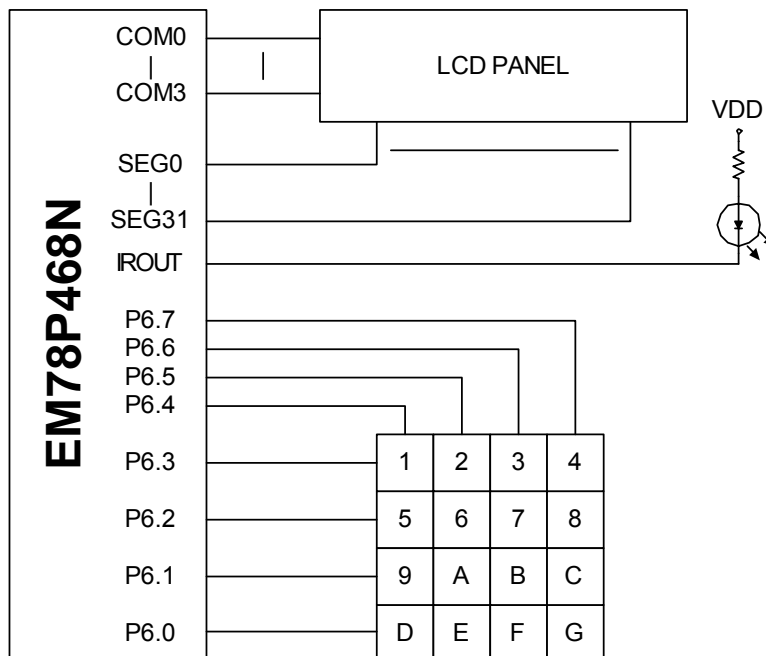 COM0
COM3
LCD PANEL
VDD
SEG0
SEG31
IROUT
EM78P468N
P6.7
P6.6
P6.5
P6.4
P6.3
1 2 3 4
P6.2
5 6 7 8
P6.1
9 A B C
P6.0
D E F G